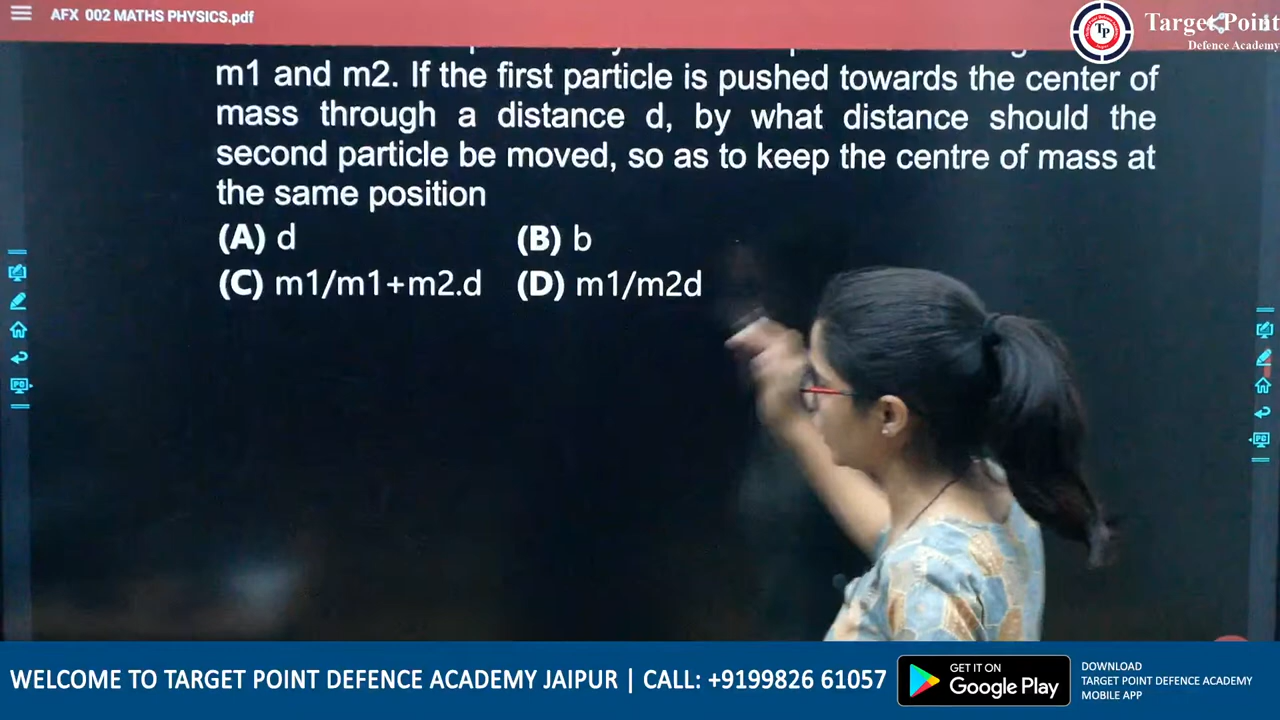 AFX 002 MATHS PHYSICS.pdf
Target Point
Defence Academy
TP
m1 and m2. If the first particle is pushed towards the center of
mass through a distance d, by what distance should the
second particle be moved, so as to keep the centre of mass at
the same position
(A) d (B) b
(C) m1/m1+m2.d (D) m1/m2d
WELCOME TO TARGET POINT DEFENCE ACADEMY JAIPUR | CALL: +9199826 61057
GET IT ON
Google Play
DOWNLOAD
TARGET POINT DEFENCE ACADEMY
MOBILE APP